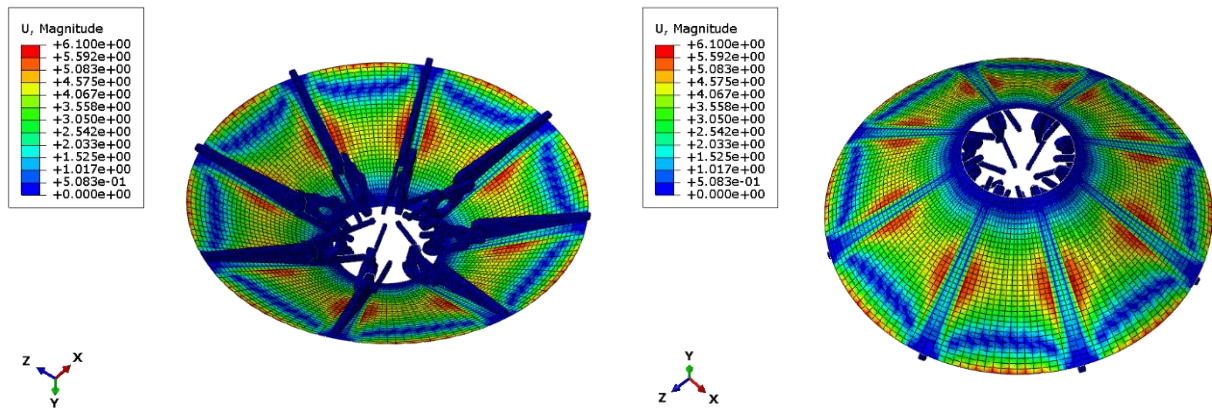 U, Magnitude
+6.100e+00
+5.592e+00
+5.083e+00
+4.575e+00
+4.067e+00
+3.558e+00
+3.050e+00
+2.542e+00
+2.033e+00
+1.525e+00
+1.017e+00
+5.083e-01
+0.000e+00
Z
X
Y
U, Magnitude
+6.100e+00
+5.592e+00
+5.083e+00
+4.575e+00
+4.067e+00
+3.558e+00
+3.050e+00
+2.542e+00
+2.033e+00
+1.525e+00
+1.017e+00
+5.083e-01
+0.000e+00
Y
Z
X